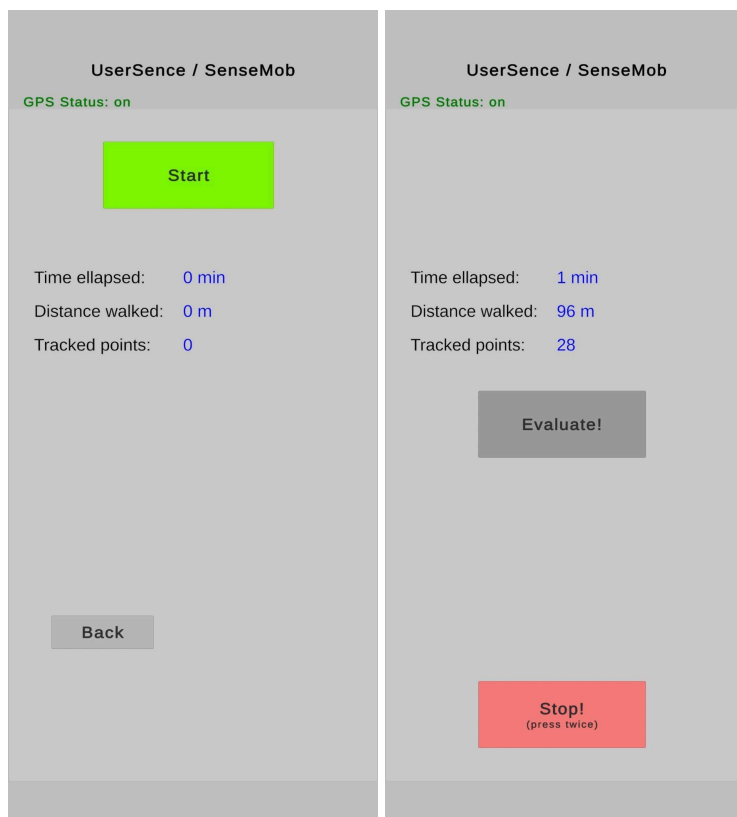 UserSence / SenseMob
GPS Status: on
Start
Time ellapsed: 0 min
Distance walked: 0 m
Tracked points: 0
Back
UserSence / SenseMob
GPS Status: on
Time ellapsed: 1 min
Distance walked: 96 m
Tracked points: 28
Evaluate!
Stop!
(press twice)